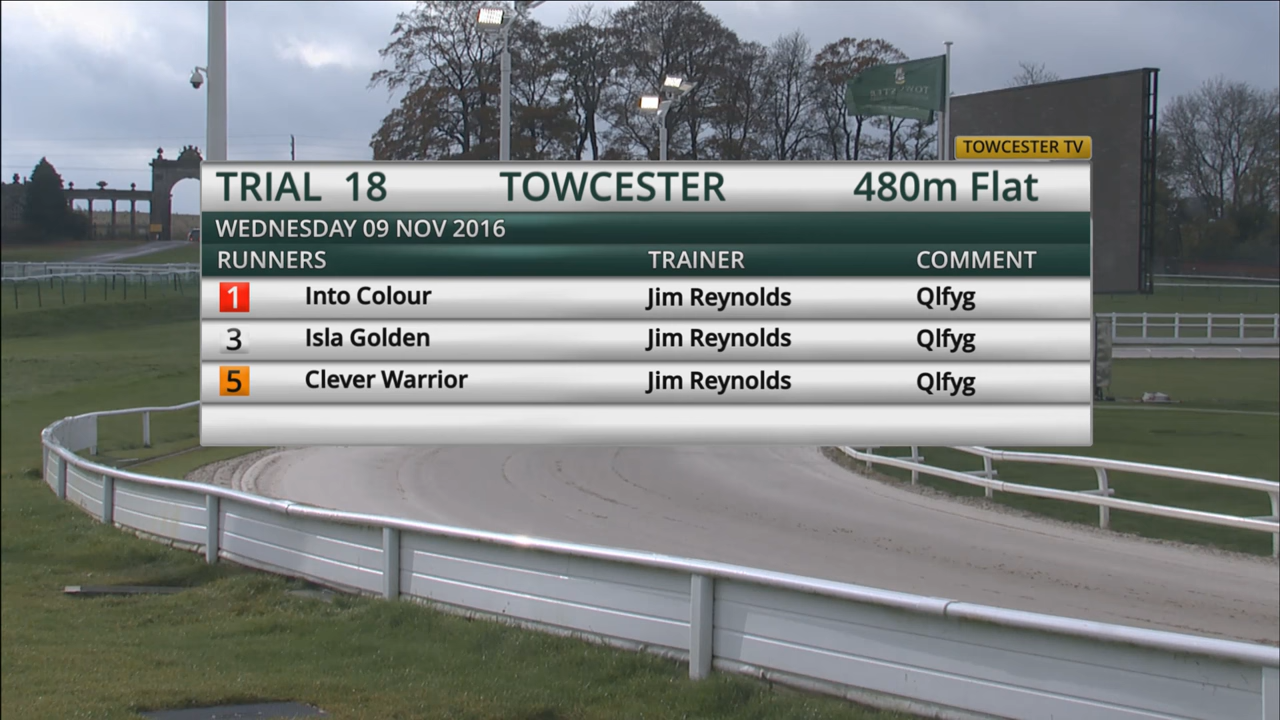 TOWCESTER TV
TRIAL 18 TOWCESTER 480m Flat
WEDNESDAY 09 NOV 2016
RUNNERS TRAINER COMMENT
1 Into Colour Jim Reynolds Qlfyg
3 Isla Golden Jim Reynolds Qlfyg
5 Clever Warrior Jim Reynolds Qlfyg